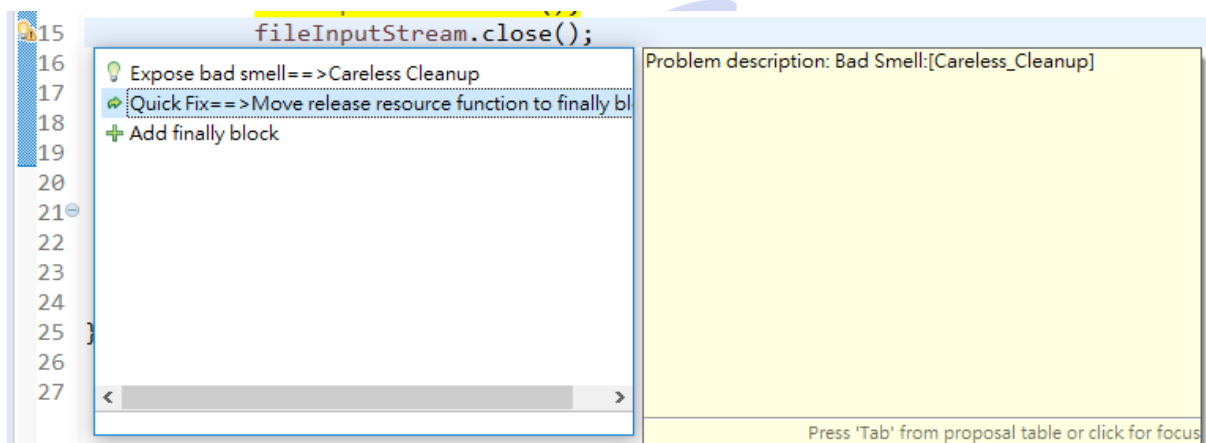 15 fileInputStream.close();
16
17
18
19
20
21
22
23
24
25 }
26
27
Expose bad smell==>Careless Cleanup
Quick Fix==>Move release resource function to finally bl
Add finally block
Problem description: Bad Smell:[Careless_Cleanup]
Press 'Tab' from proposal table or click for focus